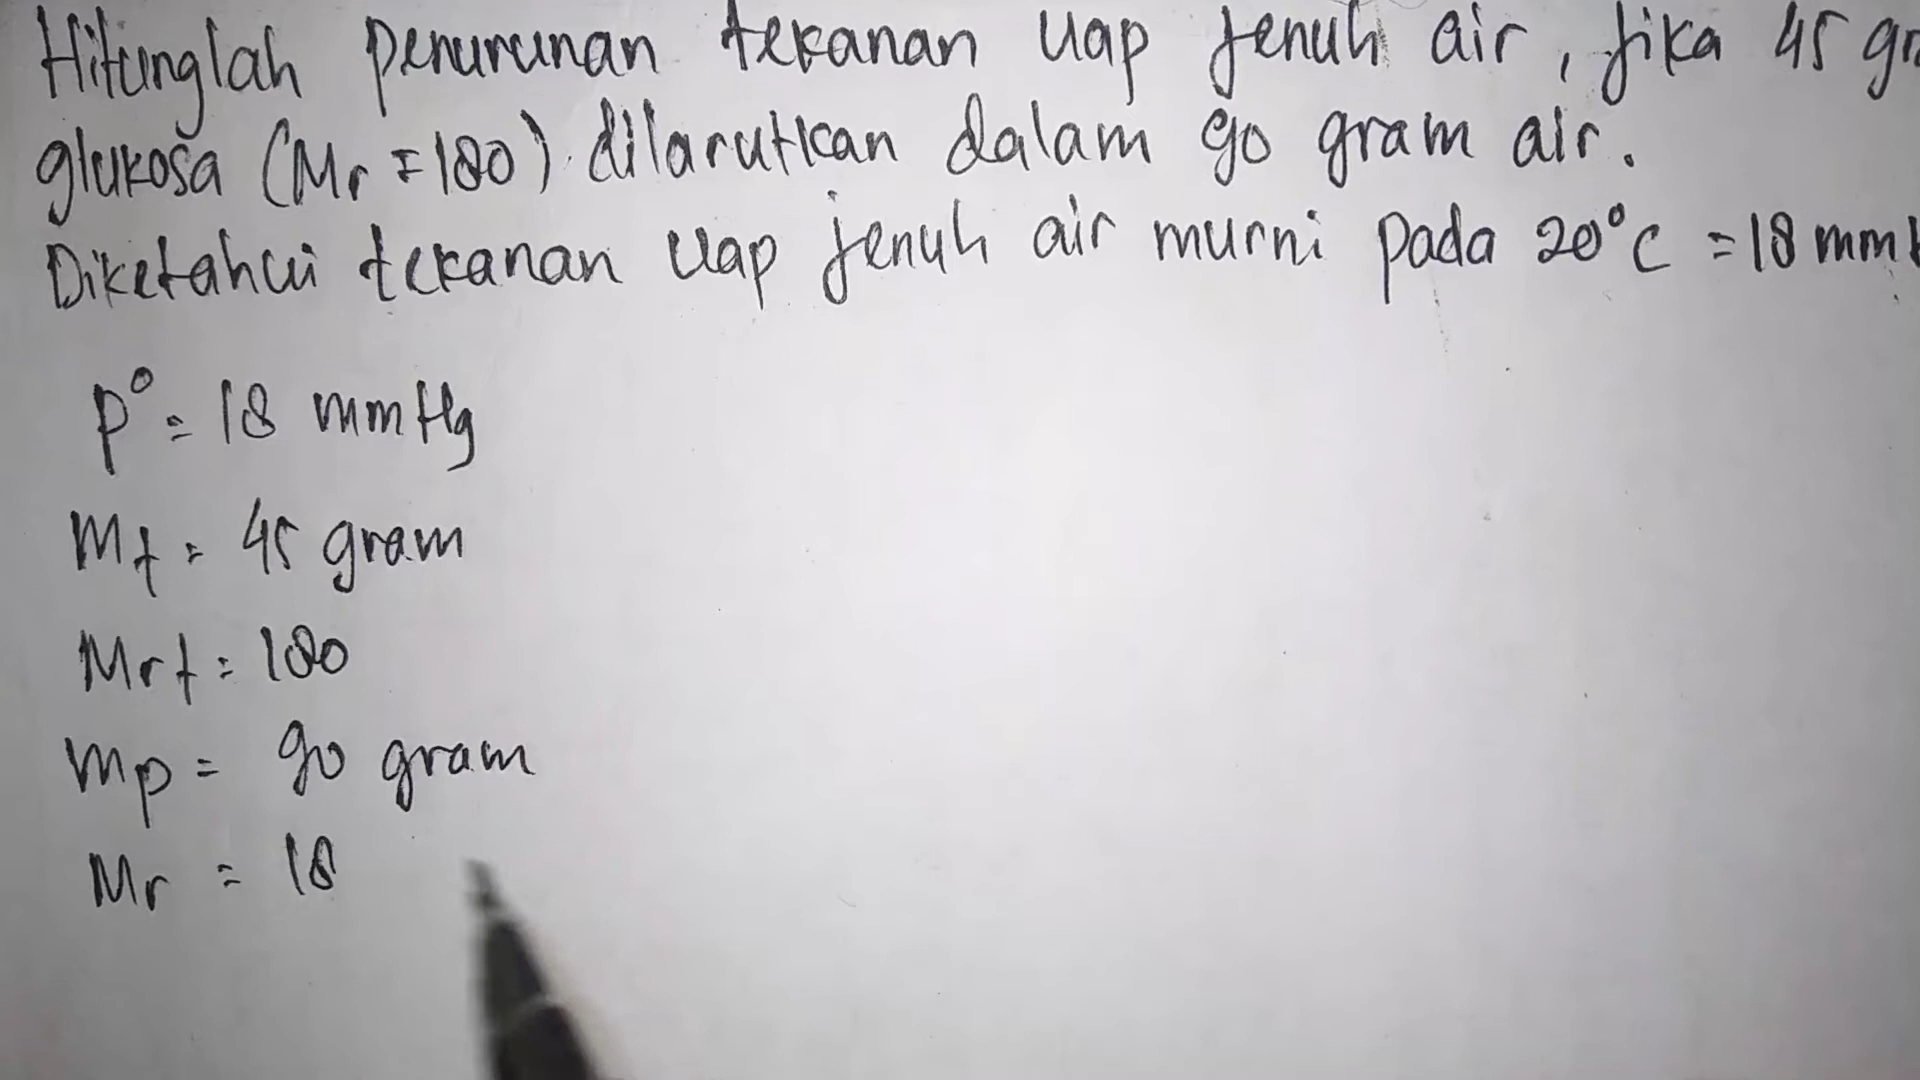 Hitunglah penurunan tekanan uap jenuh air, jika 45 gr
glukosa (Mr = 180) dilarutkan dalam 90 gram air.
Diketahui tekanan uap jenuh air murni pada 20°C = 18 mm
P° = 18 mmHg
Mt = 45 gram
Mrt = 180
Mp = 90 gram
Mr = 18